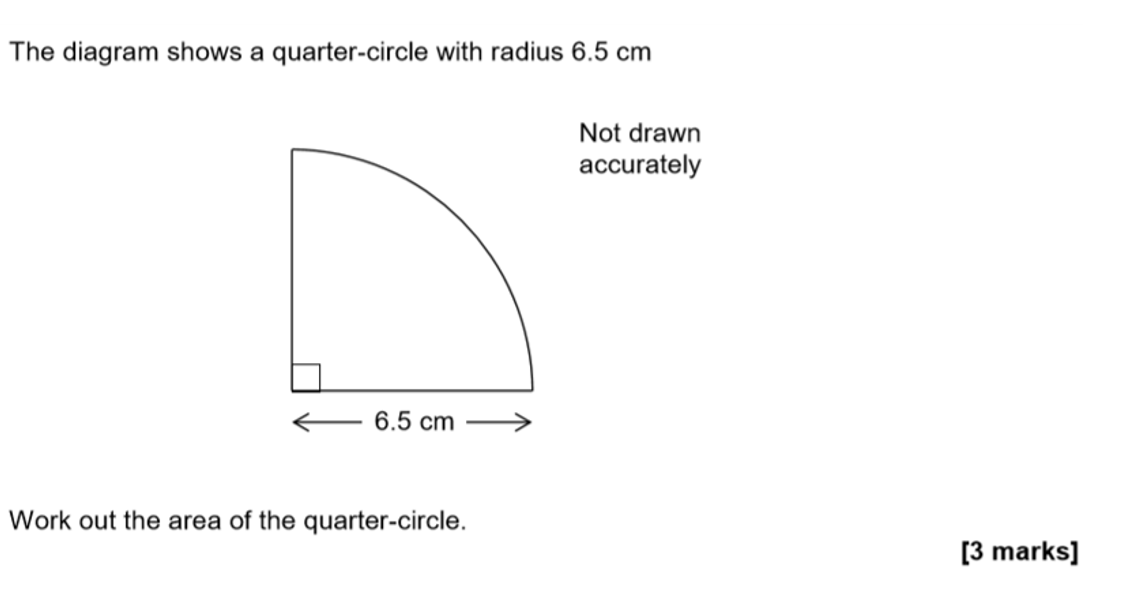 The diagram shows a quarter-circle with radius 6.5 cm
Not drawn
accurately
6.5 cm
Work out the area of the quarter-circle.
[3 marks]